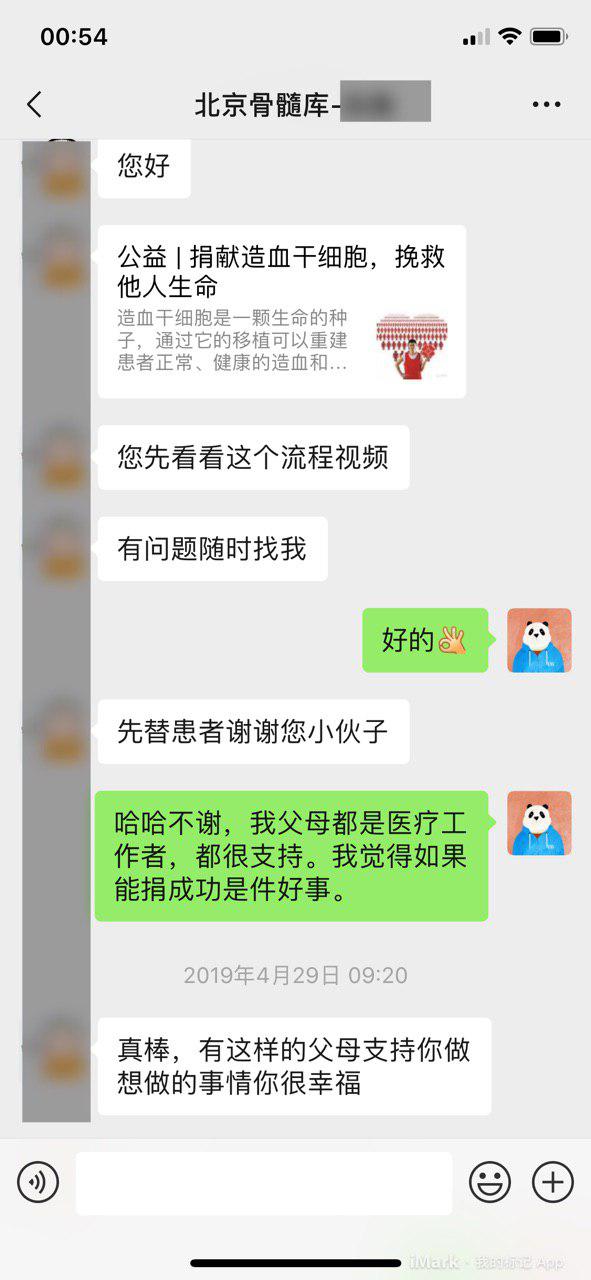 00:54
北京骨髓库-
您好
公益 | 捐献造血干细胞，挽救
他人生命
造血干细胞是一颗生命的种
子，通过它的移植可以重建
患者正常、健康的造血和...
您先看看这个流程视频
有问题随时找我
好的👌
先替患者谢谢您小伙子
哈哈不谢，我父母都是医疗工
作者，都很支持。我觉得如果
能捐成功是件好事。
2019年4月29日 09:20
真棒，有这样的父母支持你做
想做的事情你很幸福
iMark · 我的标记 App